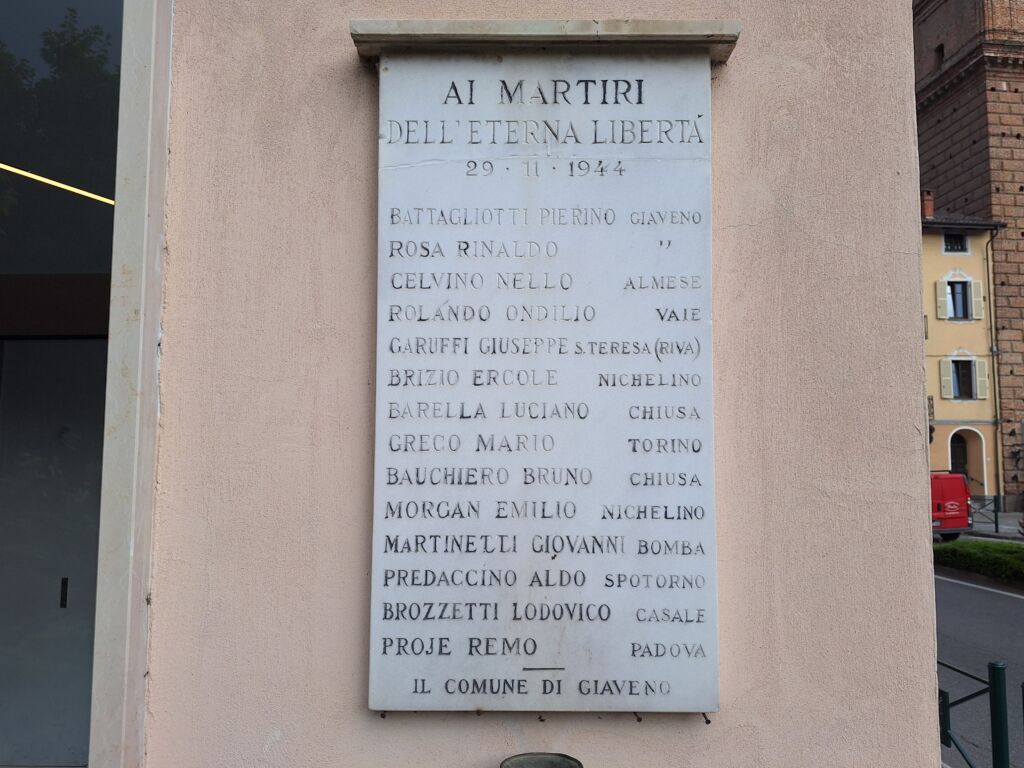 AI MARTIRI
DELL'ETERNA LIBERTÀ
29·11·1944
BATTAGLIOTTI PIERINO GIAVENO
ROSA RINALDO "
CELVINO NELLO ALMESE
ROLANDO ONDILIO VAIE
GARUFFI GIUSEPPE S. TERESA (RIVA)
BRIZIO ERCOLE NICHELINO
BARELLA LUCIANO CHIUSA
GRECO MARIO TORINO
BAUCHIERO BRUNO CHIUSA
MORGAN EMILIO NICHELINO
MARTINELLI GIOVANNI BOMBA
PREDACCINO ALDO SPOTORNO
BROZZETTI LODOVICO CASALE
PROJE REMO PADOVA
IL COMUNE DI GIAVENO